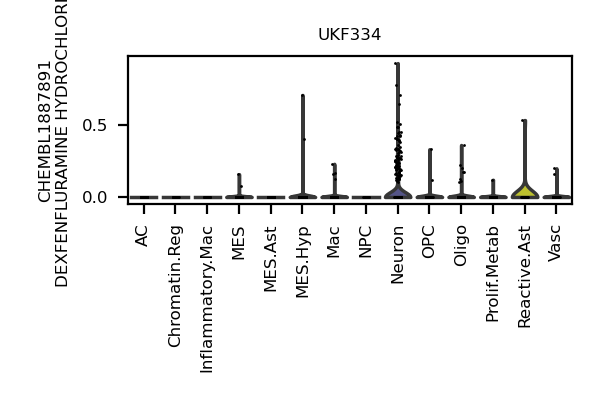 UKF334
CHEMBL1887891
DEXFENFLURAMINE HYDROCHLORI
0.5
0.0
AC
Chromatin.Reg
Inflammatory.Mac
MES
MES.Ast
MES.Hyp
Mac
NPC
Neuron
OPC
Oligo
Prolif.Metab
Reactive.Ast
Vasc